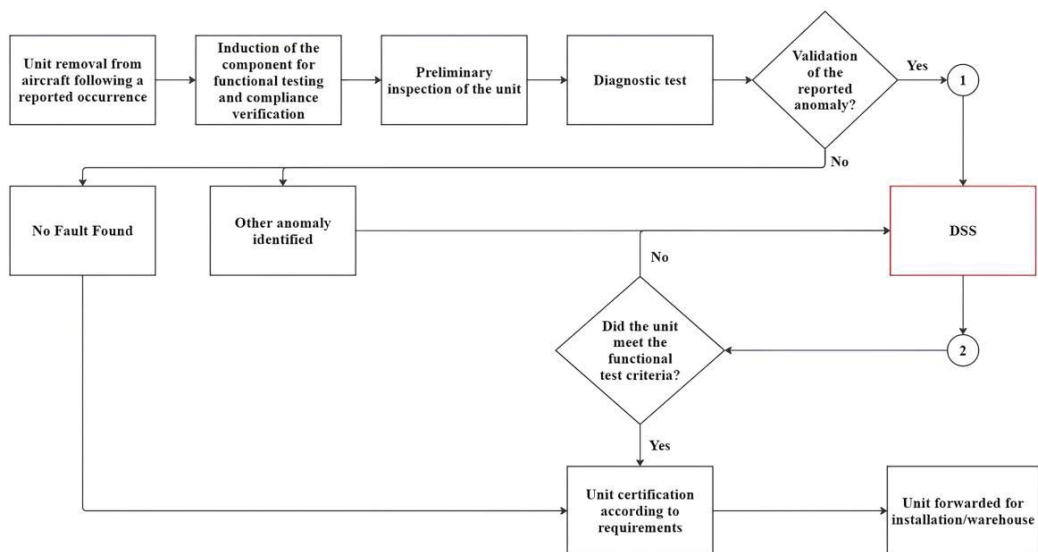 Unit removal from
aircraft following a
reported occurrence
Induction of the
component for
functional testing
and compliance
verification
Preliminary
inspection of the unit
Diagnostic test
Validation
of the
reported
anomaly?
Yes
1
No
No Fault Found
Other anomaly
identified
DSS
No
Did the unit
meet the
functional
test criteria?
2
Yes
Unit certification
according to
requirements
Unit forwarded for
installation/warehouse